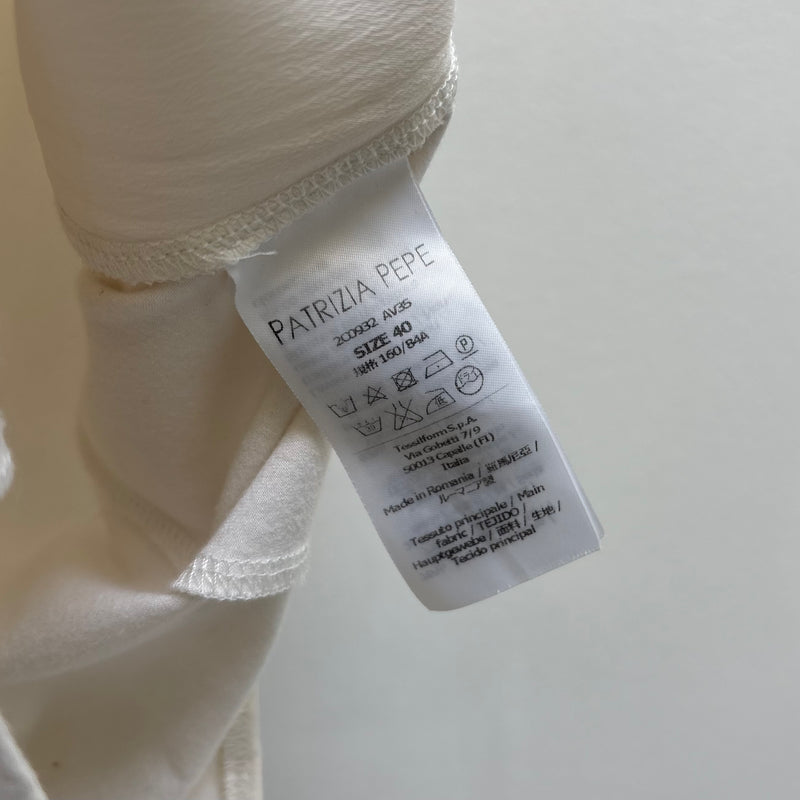 PATRIZIA PEPE
2C0932 AV35
SIZE 40
规格 160/84A
Tessilform S.p.A.
Via Gobetti 7/9
50013 Capalle (FI)
Italia
Made in Romania / 羅馬尼亞 /
ルーマニア製
Tessuto principale / Main
fabric / TEJIDO /
Hauptgewebe / 面料 / 生地 /
Tecido principal